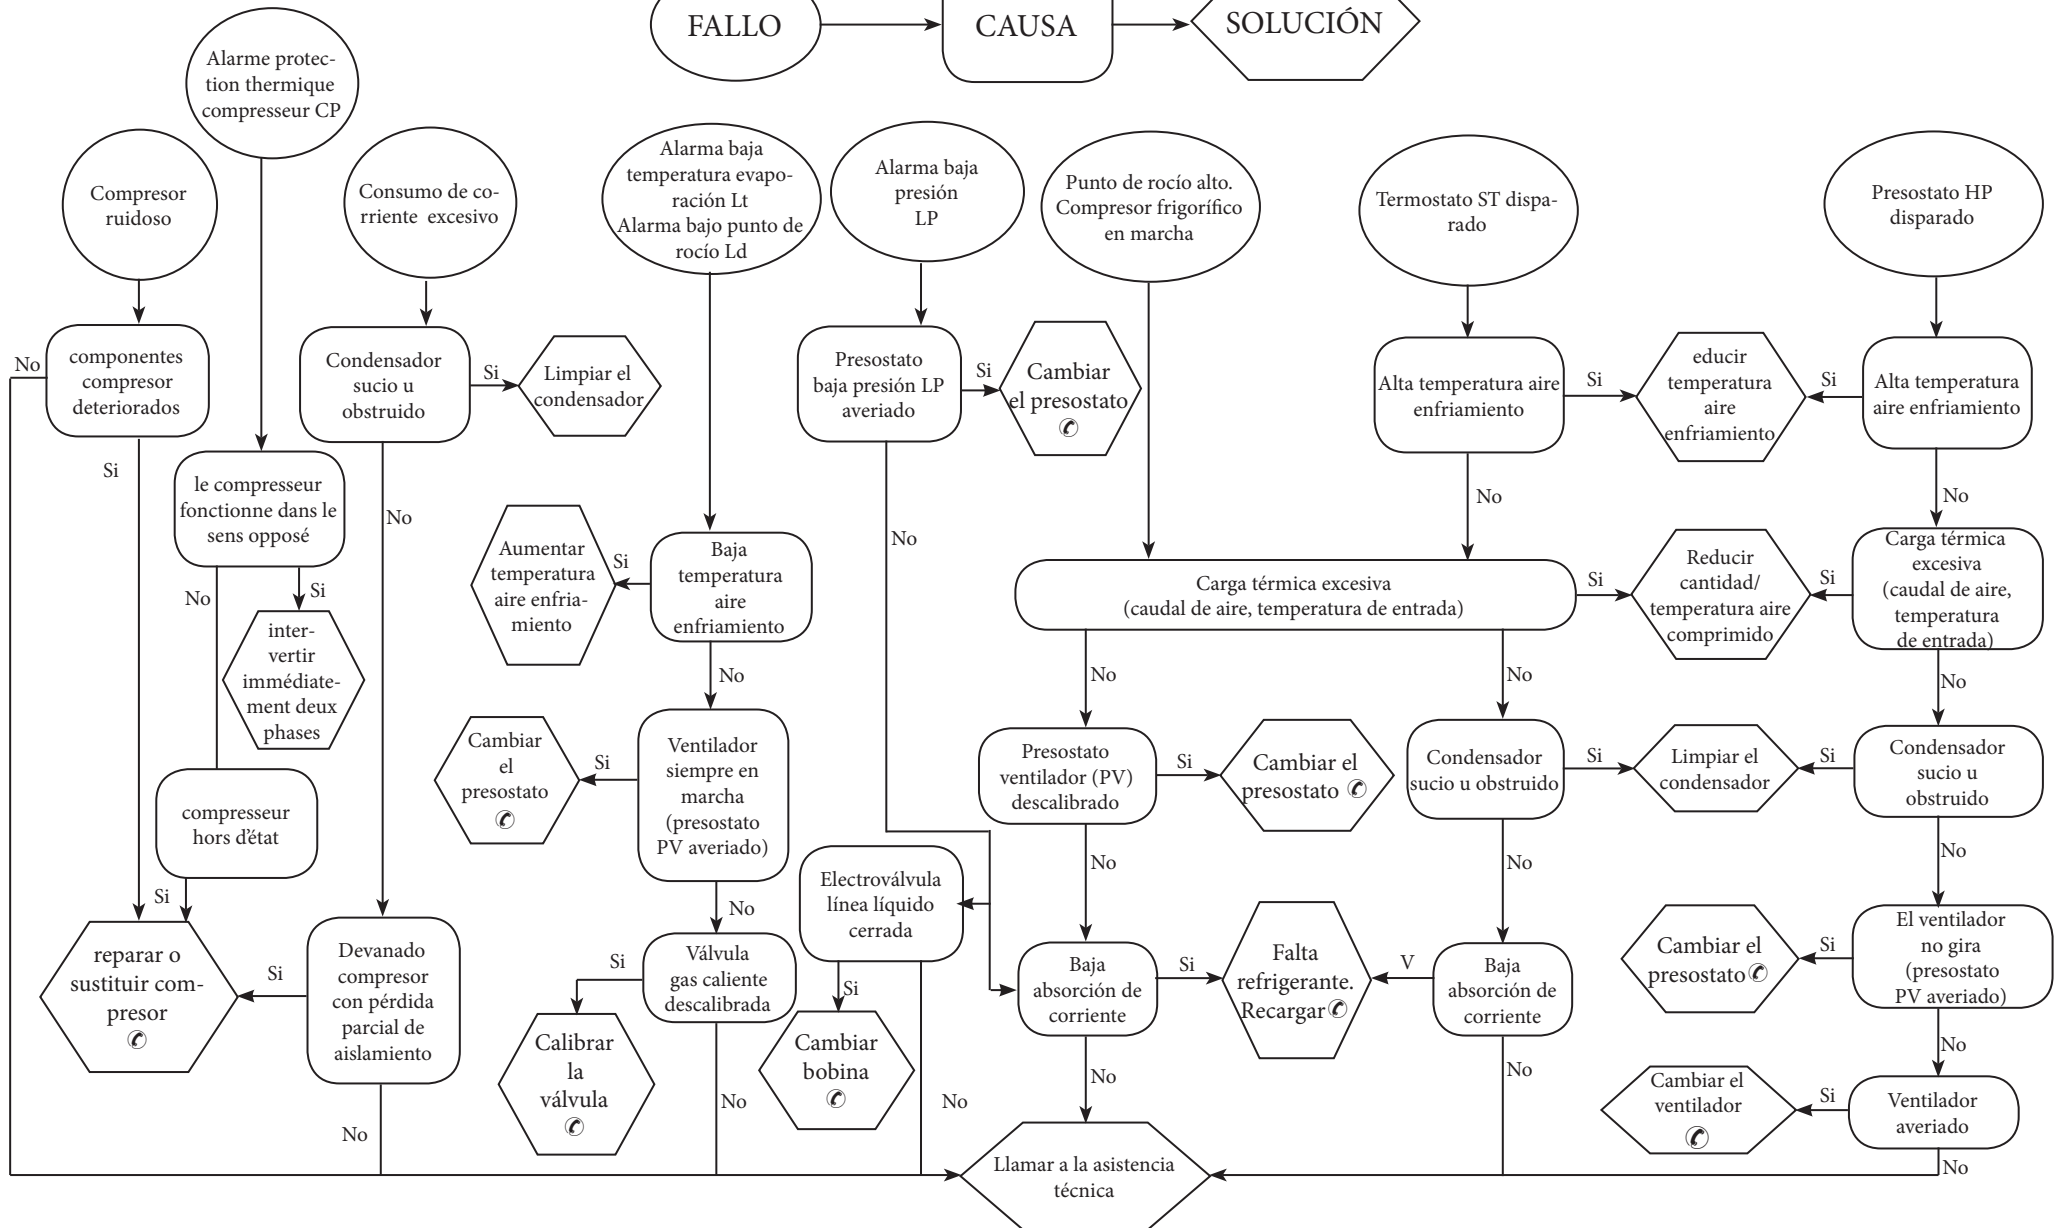 FALLO
CAUSA
SOLUCIÓN
Alarme protec-
tion thermique
compresseur CP
Compresor
ruidoso
Consumo de co-
rriente excesivo
Alarma baja
temperatura evapo-
ración Lt
Alarma bajo punto de
rocío Ld
Alarma baja
presión
LP
Punto de rocío alto.
Compresor frigorífico
en marcha
Termostato ST dispa-
rado
Presostato HP
disparado
No
componentes
compresor
deteriorados
Condensador
sucio u
obstruido
Si
Limpiar el
condensador
Presostato
baja presión LP
averiado
Si
Cambiar
el presostato
Alta temperatura aire
enfriamiento
Si
educir
temperatura
aire
enfriamiento
Si
Alta temperatura
aire enfriamiento
Si
le compresseur
fonctionne dans le
sens opposé
No
No
No
No
Aumentar
temperatura
aire enfria-
miento
Si
Baja
temperatura
aire
enfriamiento
Carga térmica excesiva
(caudal de aire, temperatura de entrada)
Si
Reducir
cantidad/
temperatura aire
comprimido
Si
Carga térmica
excesiva
(caudal de aire,
temperatura
de entrada)
No
Si
inter-
vertir
immédiate-
ment deux
phases
No
No
No
No
Cambiar
el
presostato
Si
Ventilador
siempre en
marcha
(presostato
PV averiado)
Presostato
ventilador (PV)
descalibrado
Si
Cambiar el
presostato
Condensador
sucio u obstruido
Si
Limpiar el
condensador
Si
Condensador
sucio u
obstruido
compresseur
hors d'état
No
No
No
Si
No
Electroválvula
línea líquido
cerrada
reparar o
sustituir com-
presor
Si
Devanado
compresor
con pérdida
parcial de
aislamiento
Si
Válvula
gas caliente
descalibrada
Si
Baja
absorción de
corriente
Si
Falta
refrigerante.
Recargar
V
Baja
absorción de
corriente
Cambiar el
presostato
Si
El ventilador
no gira
(presostato
PV averiado)
Calibrar
la
válvula
Cambiar
bobina
No
No
No
No
No
No
Cambiar el
ventilador
Si
Ventilador
averiado
No
Llamar a la asistencia
técnica